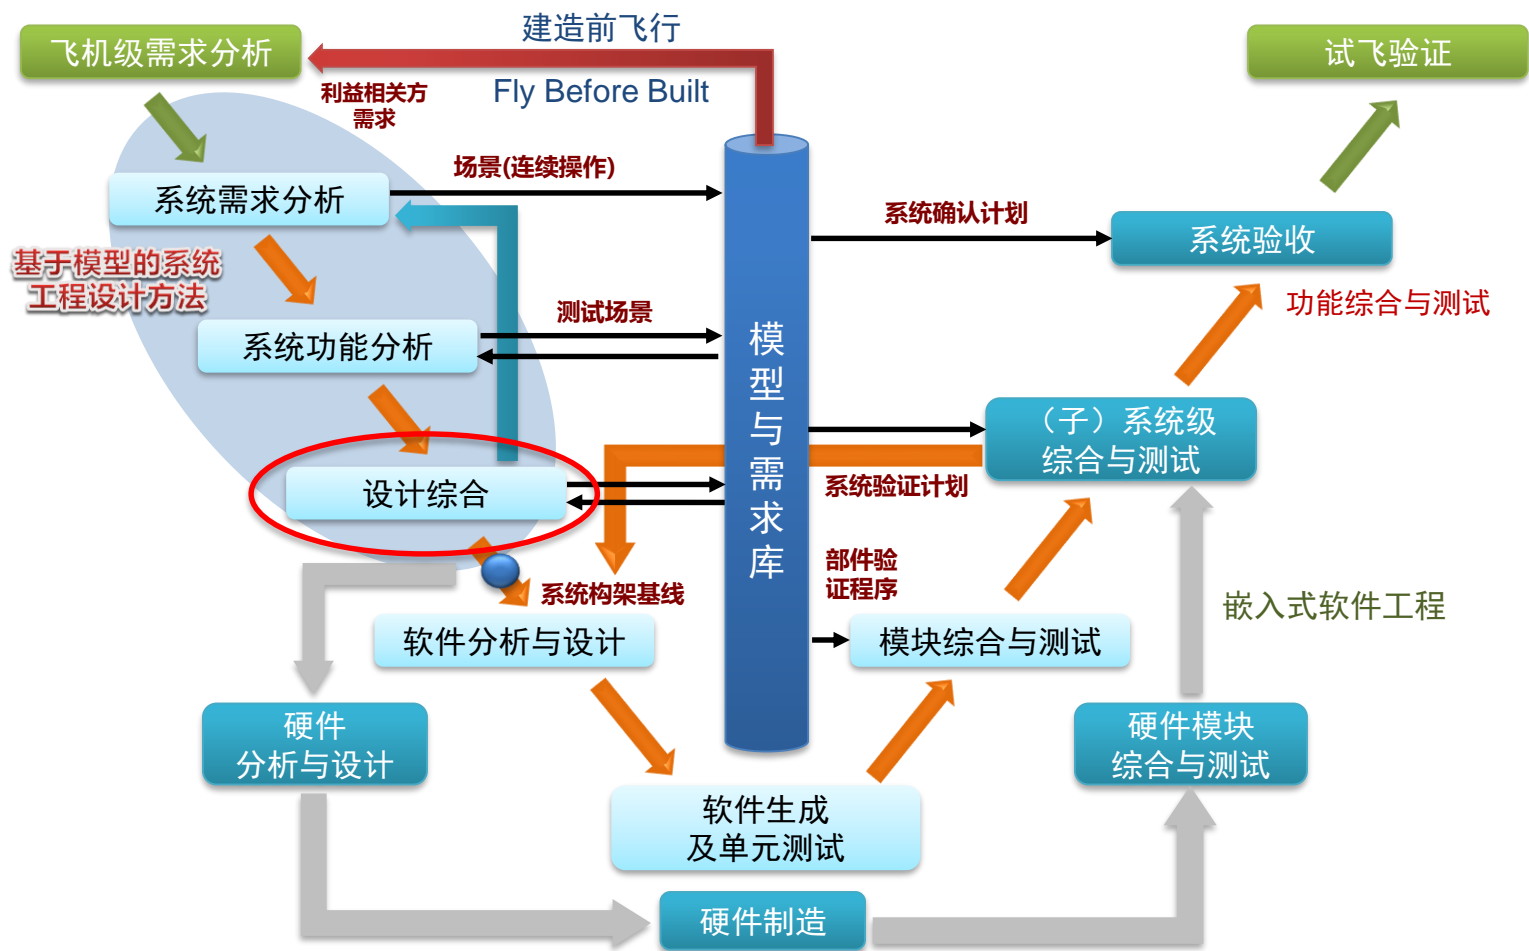 建造前飞行
飞机级需求分析
试飞验证
Fly Before Built
利益相关方
需求
场景(连续操作)
系统需求分析
系统确认计划
系统验收
基于模型的系统
工程设计方法
测试场景
功能综合与测试
系统功能分析
模
型
与
需
求
库
（子）系统级
综合与测试
设计综合
系统验证计划
部件验
证程序
系统构架基线
嵌入式软件工程
软件分析与设计
模块综合与测试
硬件
分析与设计
硬件模块
综合与测试
软件生成
及单元测试
硬件制造